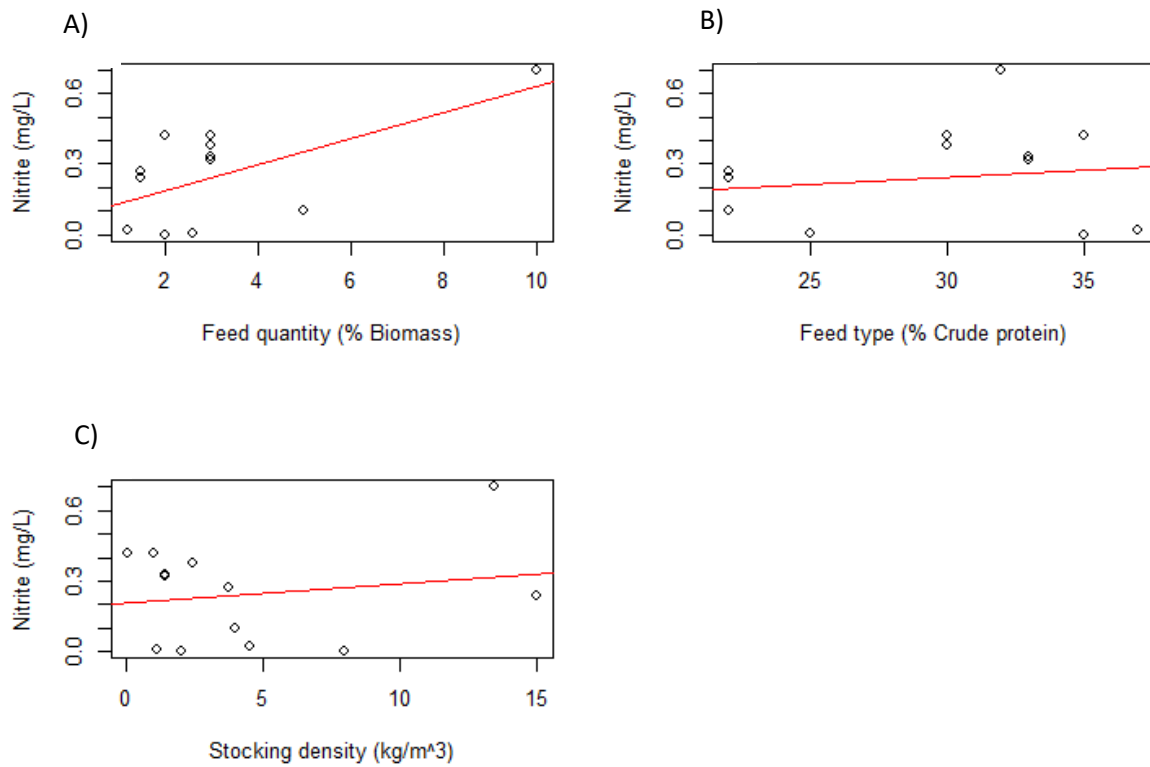 A)
Nitrite (mg/L)
0.0 0.3 0.6
2 4 6 8 10
Feed quantity (% Biomass)
B)
Nitrite (mg/L)
0.0 0.3 0.6
25 30 35
Feed type (% Crude protein)
C)
Nitrite (mg/L)
0.0 0.3 0.6
0 5 10 15
Stocking density (kg/m^3)